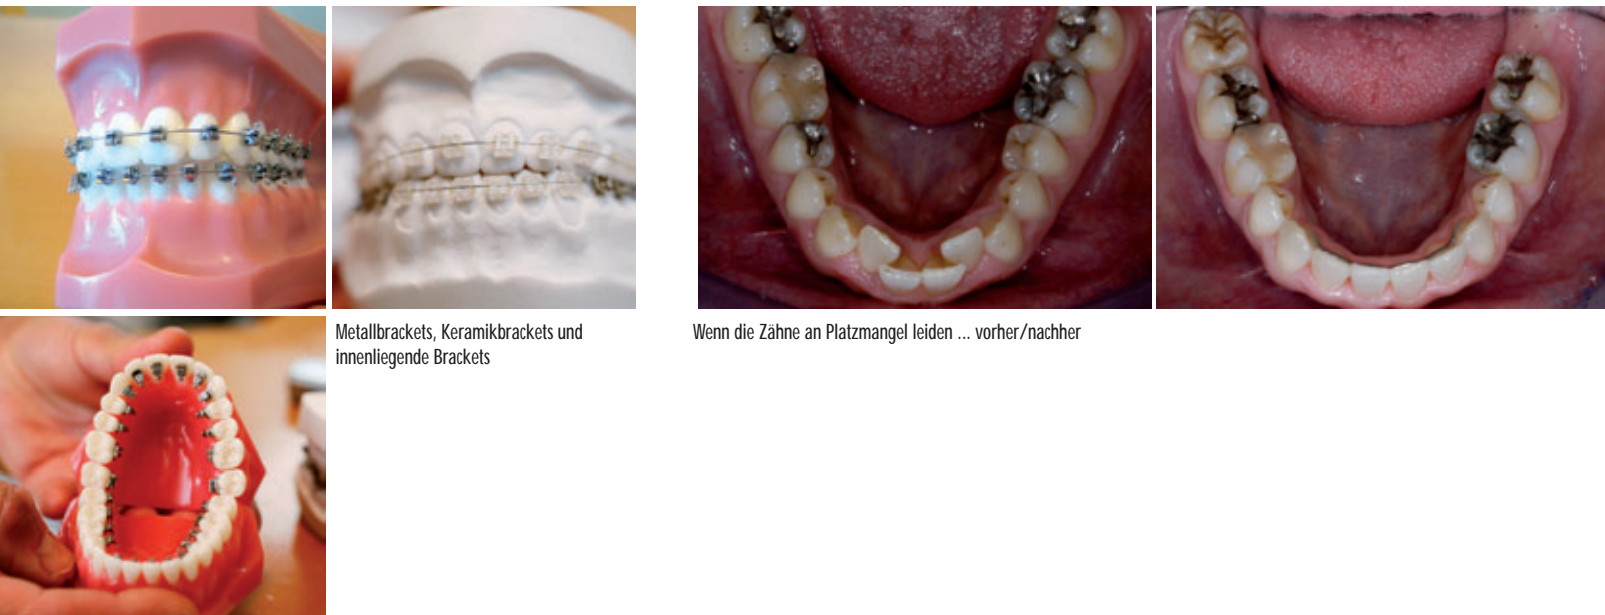 Metallbrackets, Keramikbrackets und
innenliegende Brackets
Wenn die Zähne an Platzmangel leiden ... vorher/nachher